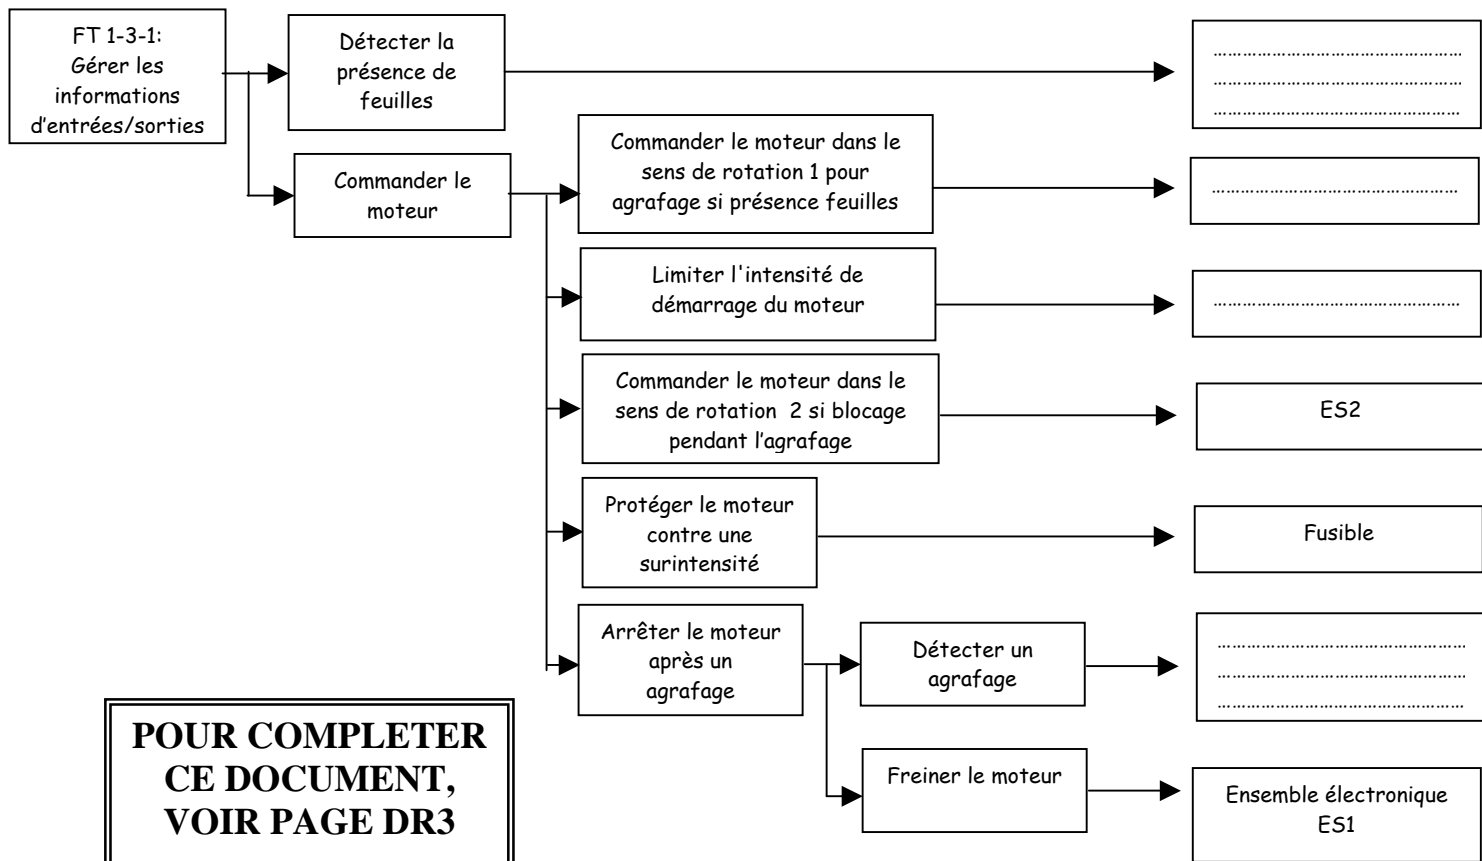 FT 1-3-1:
Gérer les
informations
d'entrées/sorties
Détecter la
présence de
feuilles
……………………………………………
……………………………………………
……………………………………………
Commander le
moteur
Commander le moteur dans le
sens de rotation 1 pour
agrafage si présence feuilles
……………………………………………
Limiter l'intensité de
démarrage du moteur
……………………………………………
Commander le moteur dans le
sens de rotation 2 si blocage
pendant l'agrafage
ES2
Protéger le moteur
contre une
surintensité
Fusible
Arrêter le moteur
après un
agrafage
Détecter un
agrafage
……………………………………………
……………………………………………
……………………………………………
Freiner le moteur
Ensemble électronique
ES1
POUR COMPLETER
CE DOCUMENT,
VOIR PAGE DR3